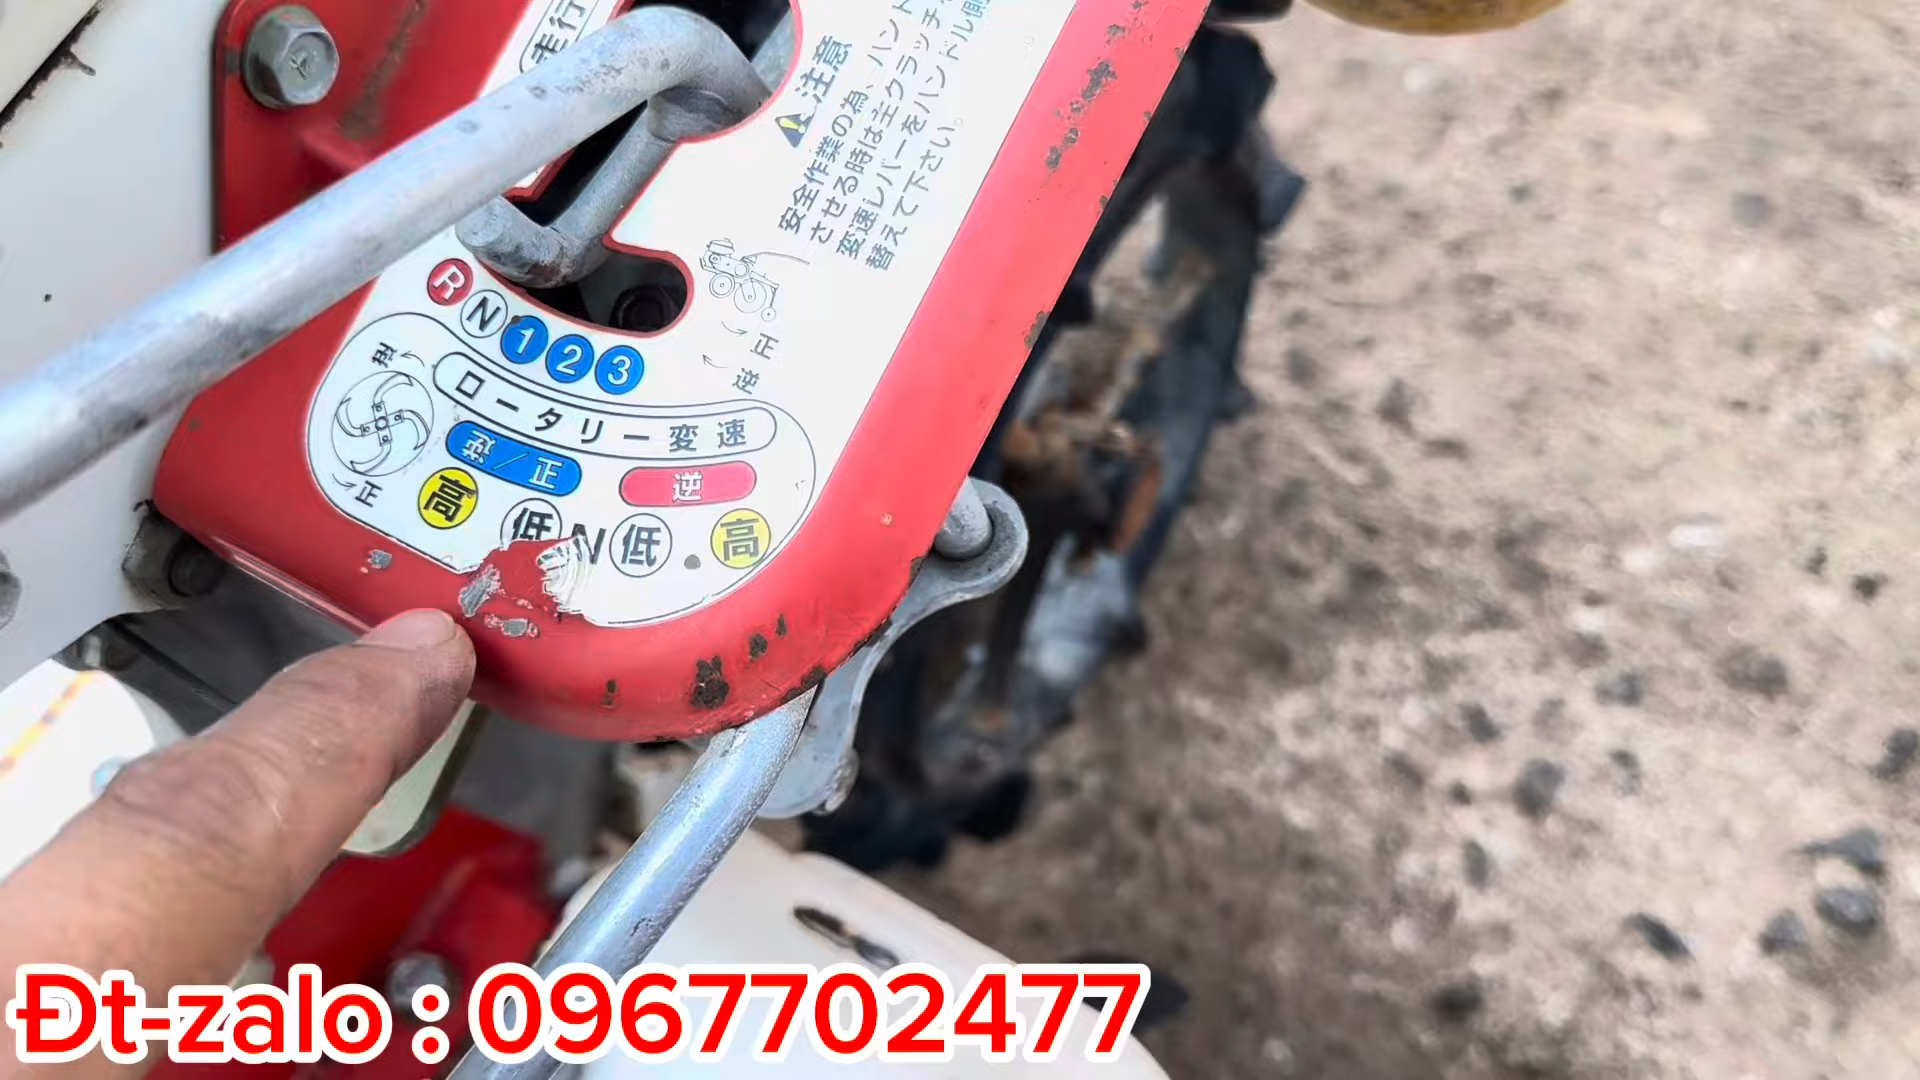 走行
⚠注意
安全作業の為、ハンド
させる時は主クラッチ
変速レバーをハンドル側
替えて下さい。
正
逆
R N 1 2 3
ロータリー変速
逆
正
逆/正
逆
高 低 N 低 高
Đt-zalo : 0967702477